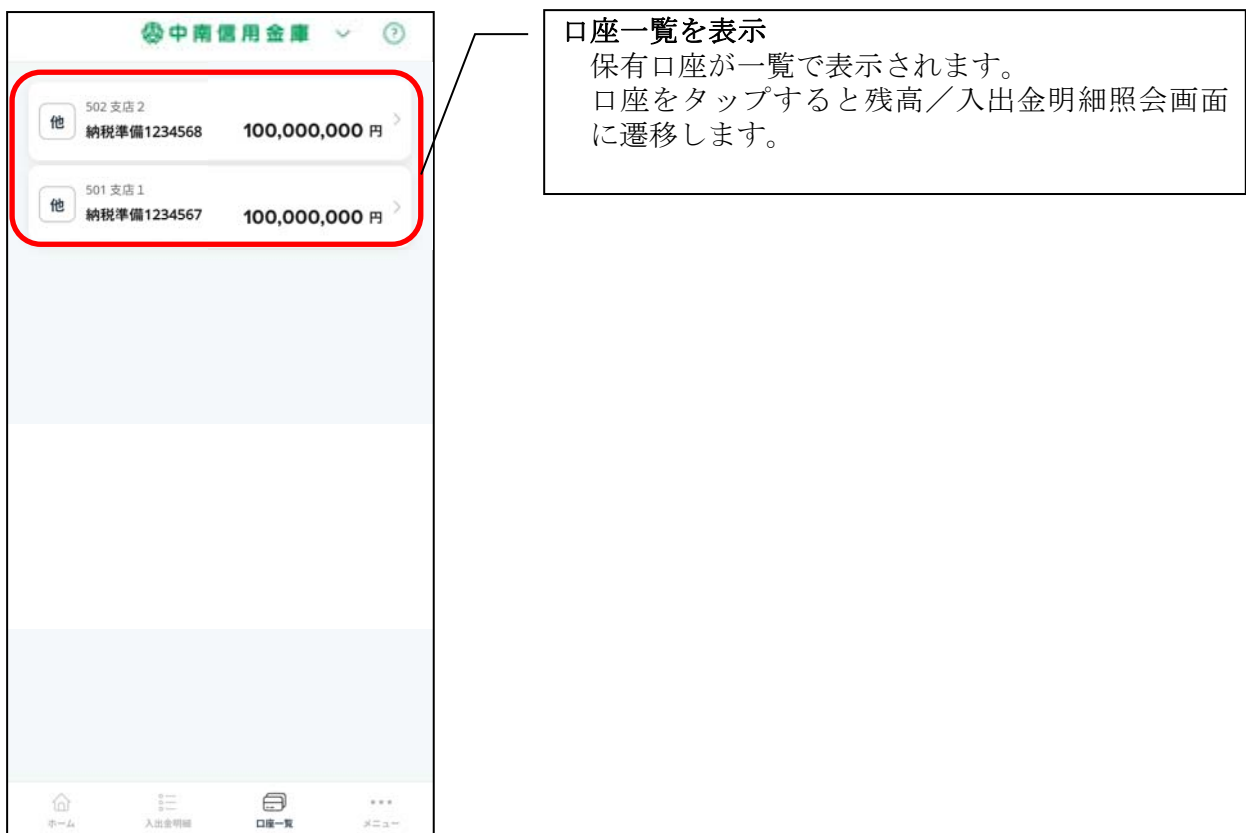 中南信用金庫
502 支店2
他
納税準備1234568 100,000,000 円
501 支店1
他
納税準備1234567 100,000,000 円
ホーム 入出金明細 口座一覧 メニュー
口座一覧を表示
保有口座が一覧で表示されます。
口座をタップすると残高／入出金明細照会画面
に遷移します。